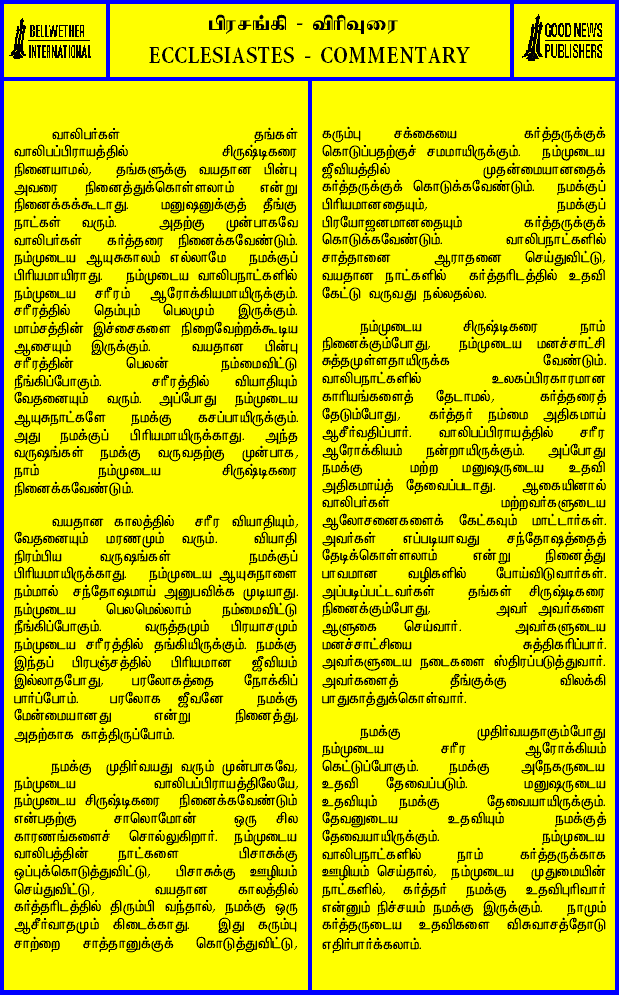 BELLWETHER
INTERNATIONAL
பிரசங்கி - விரிவுரை
ECCLESIASTES - COMMENTARY
GOOD NEWS
PUBLISHERS
வாலிபர்கள் தங்கள்
வாலிபப்பிராயத்தில் சிருஷ்டிகரை
நினையாமல், தங்களுக்கு வயதான பின்பு
அவரை நினைத்துக்கொள்ளலாம் என்று
நினைக்கக்கூடாது. மனுஷனுக்குத் தீங்கு
நாட்கள் வரும். அதற்கு முன்பாகவே
வாலிபர்கள் கர்த்தரை நினைக்கவேண்டும்.
நம்முடைய ஆயுசுகாலம் எல்லாமே நமக்குப்
பிரியமாயிராது. நம்முடைய வாலிபநாட்களில்
நம்முடைய சரீரம் ஆரோக்கியமாயிருக்கும்.
சரீரத்தில் தெம்பும் பெலமும் இருக்கும்.
மாம்சத்தின் இச்சைகளை நிறைவேற்றக்கூடிய
ஆசையும் இருக்கும். வயதான பின்பு
சரீரத்தின் பெலன் நம்மைவிட்டு
நீங்கிப்போகும். சரீரத்தில் வியாதியும்
வேதனையும் வரும். அப்போது நம்முடைய
ஆயுசுநாட்களே நமக்கு கசப்பாயிருக்கும்.
அது நமக்குப் பிரியமாயிருக்காது. அந்த
வருஷங்கள் நமக்கு வருவதற்கு முன்பாக,
நாம் நம்முடைய சிருஷ்டிகரை
நினைக்கவேண்டும்.
வயதான காலத்தில் சரீர வியாதியும்,
வேதனையும் மரணமும் வரும். வியாதி
நிரம்பிய வருஷங்கள் நமக்குப்
பிரியமாயிருக்காது. நம்முடைய ஆயுசுநாளை
நம்மால் சந்தோஷமாய் அனுபவிக்க முடியாது.
நம்முடைய பெலமெல்லாம் நம்மைவிட்டு
நீங்கிப்போகும். வருத்தமும் பிரயாசமும்
நம்முடைய சரீரத்தில் தங்கியிருக்கும். நமக்கு
இந்தப் பிரபஞ்சத்தில் பிரியமான ஜீவியம்
இல்லாதபோது, பரலோகத்தை நோக்கிப்
பார்ப்போம். பரலோக ஜீவனே நமக்கு
மேன்மையானது என்று நினைத்து,
அதற்காக காத்திருப்போம்.
நமக்கு முதிர்வயது வரும் முன்பாகவே,
நம்முடைய வாலிபப்பிராயத்திலேயே,
நம்முடைய சிருஷ்டிகரை நினைக்கவேண்டும்
என்பதற்கு சாலொமோன் ஒரு சில
காரணங்களைச் சொல்லுகிறார். நம்முடைய
வாலிபத்தின் நாட்களை பிசாசுக்கு
ஒப்புக்கொடுத்துவிட்டு, பிசாசுக்கு ஊழியம்
செய்துவிட்டு, வயதான காலத்தில்
கர்த்தரிடத்தில் திரும்பி வந்தால், நமக்கு ஒரு
ஆசீர்வாதமும் கிடைக்காது. இது கரும்பு
சாற்றை சாத்தானுக்குக் கொடுத்துவிட்டு,
கரும்பு சக்கையை கர்த்தருக்குக்
கொடுப்பதற்குச் சமமாயிருக்கும். நம்முடைய
ஜீவியத்தில் முதன்மையானதைக்
கர்த்தருக்குக் கொடுக்கவேண்டும். நமக்குப்
பிரியமானதையும், நமக்குப்
பிரயோஜனமானதையும் கர்த்தருக்குக்
கொடுக்கவேண்டும். வாலிபநாட்களில்
சாத்தானை ஆராதனை செய்துவிட்டு,
வயதான நாட்களில் கர்த்தரிடத்தில் உதவி
கேட்டு வருவது நல்லதல்ல.
நம்முடைய சிருஷ்டிகரை நாம்
நினைக்கும்போது, நம்முடைய மனச்சாட்சி
சுத்தமுள்ளதாயிருக்க வேண்டும்.
வாலிபநாட்களில் உலகப்பிரகாரமான
காரியங்களைத் தேடாமல், கர்த்தரைத்
தேடும்போது, கர்த்தர் நம்மை அதிகமாய்
ஆசீர்வதிப்பார். வாலிபப்பிராயத்தில் சரீர
ஆரோக்கியம் நன்றாயிருக்கும். அப்போது
நமக்கு மற்ற மனுஷருடைய உதவி
அதிகமாய்த் தேவைப்படாது. ஆகையினால்
வாலிபர்கள் மற்றவர்களுடைய
ஆலோசனைகளைக் கேட்கவும் மாட்டார்கள்.
அவர்கள் எப்படியாவது சந்தோஷத்தைத்
தேடிக்கொள்ளலாம் என்று நினைத்து
பாவமான வழிகளில் போய்விடுவார்கள்.
அப்படிப்பட்டவர்கள் தங்கள் சிருஷ்டிகரை
நினைக்கும்போது, அவர் அவர்களை
ஆளுகை செய்வார். அவர்களுடைய
மனச்சாட்சியை சுத்திகரிப்பார்.
அவர்களுடைய நடைகளை ஸ்திரப்படுத்துவார்.
அவர்களைத் தீங்குக்கு விலக்கி
பாதுகாத்துக்கொள்வார்.
நமக்கு முதிர்வயதாகும்போது
நம்முடைய சரீர ஆரோக்கியம்
கெட்டுப்போகும். நமக்கு அநேகருடைய
உதவி தேவைப்படும். மனுஷருடைய
உதவியும் நமக்கு தேவையாயிருக்கும்.
தேவனுடைய உதவியும் நமக்குத்
தேவையாயிருக்கும். நம்முடைய
வாலிபநாட்களில் நாம் கர்த்தருக்காக
ஊழியம் செய்தால், நம்முடைய முதுமையின்
நாட்களில், கர்த்தர் நமக்கு உதவிபுரிவார்
என்னும் நிச்சயம் நமக்கு இருக்கும். நாமும்
கர்த்தருடைய உதவிகளை விசுவாசத்தோடு
எதிர்பார்க்கலாம்.